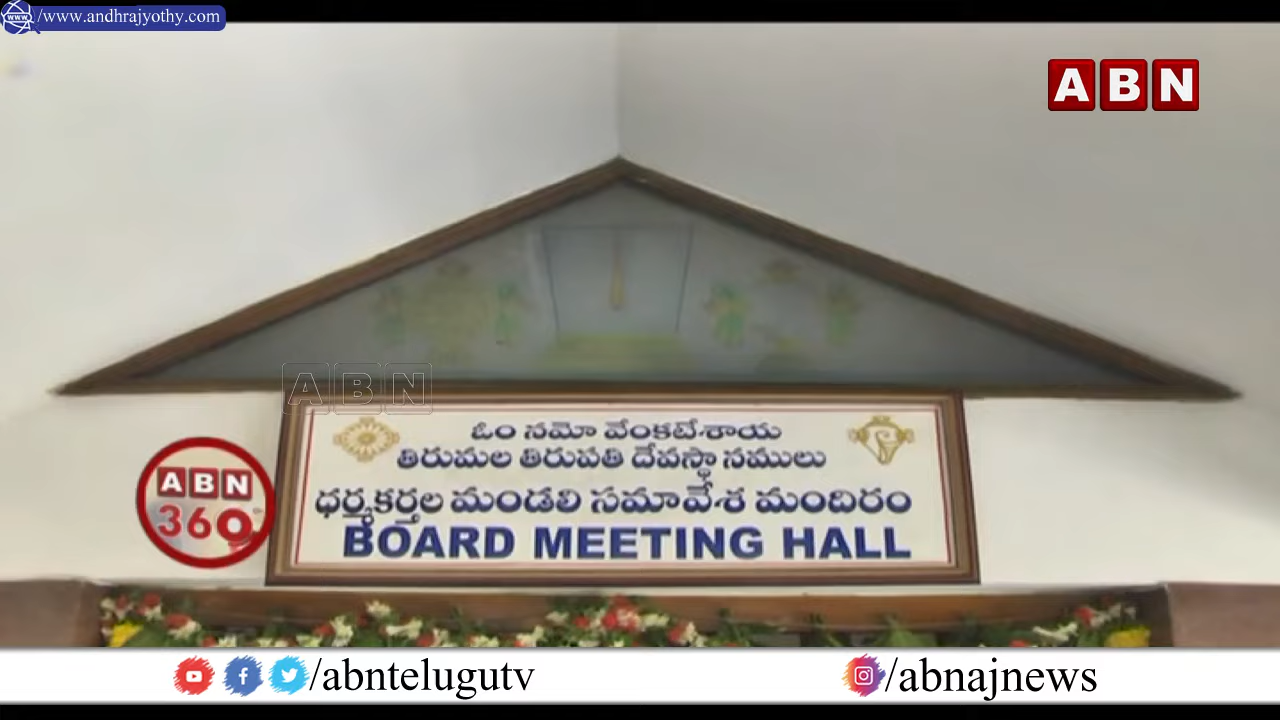 www./www.andhrajyothy.com
ABN
ABN
ఓం నమో వేంకటేశాయ
తిరుమల తిరుపతి దేవస్థానములు
ధర్మకర్తల మండలి సమావేశ మందిరం
BOARD MEETING HALL
ABN
360
/abntelugutv
/abnajnews